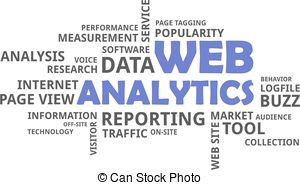 PERFORMANCE
SERVICE
PAGE TAGGING
MEASUREMENT
POPULARITY
SOFTWARE
ANALYSIS
VOICE
DATA
WEB
RESEARCH
INTERNET
ANALYTICS
BEHAVIOR
LOGFILE
PAGE VIEW
BUZZ
INFORMATION
REPORTING
MARKET
AUDIENCE
OFF-SITE
TECHNOLOGY
VISITOR
TRAFFIC
ON-SITE
WEB SITE
TOOL
COLLECTION
© Can Stock Photo